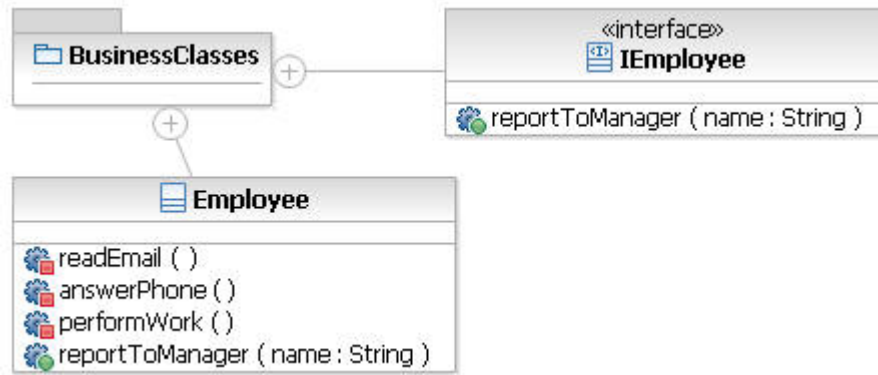 BusinessClasses
«interface»
IEmployee
reportToManager ( name : String )
Employee
readEmail ( )
answerPhone ( )
performWork ( )
reportToManager ( name : String )